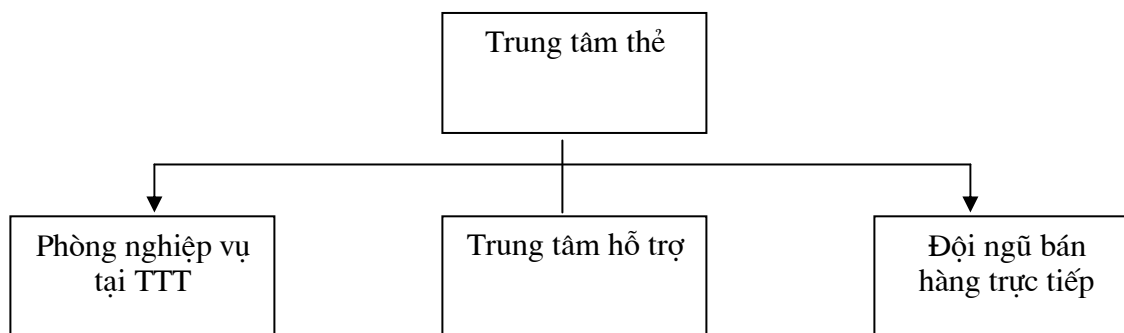 Trung tâm thẻ
Phòng nghiệp vụ
tại TTT
Trung tâm hỗ trợ
Đội ngũ bán
hàng trực tiếp